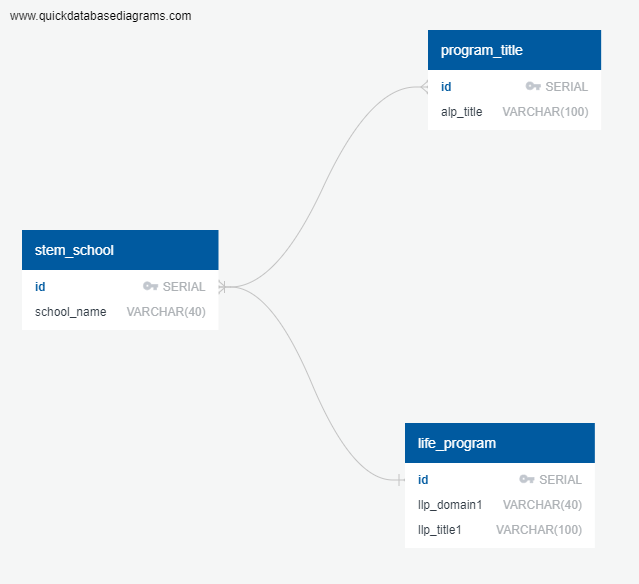 www.quickdatabasediagrams.com
program_title
id SERIAL
alp_title VARCHAR(100)
stem_school
id SERIAL
school_name VARCHAR(40)
life_program
id SERIAL
llp_domain1 VARCHAR(40)
llp_title1 VARCHAR(100)